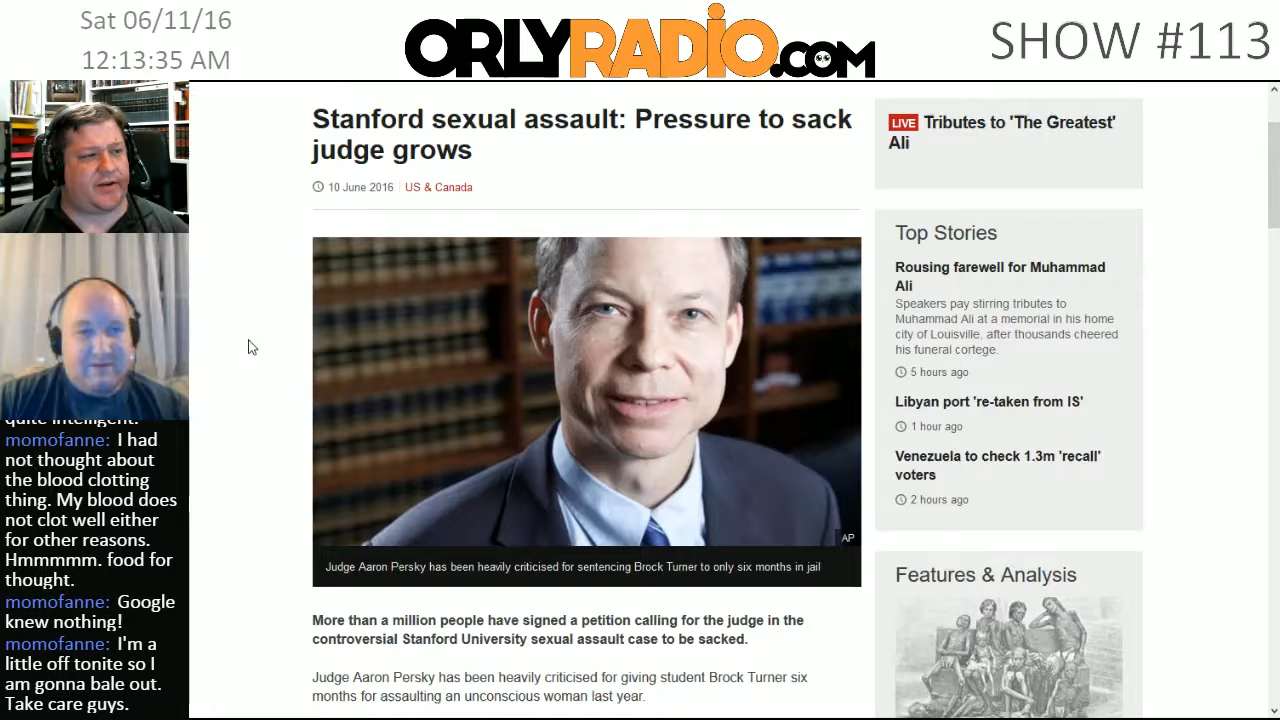 Sat 06/11/16
12:13:35 AM
ORLYRADIO.COM
SHOW #113
Stanford sexual assault: Pressure to sack
judge grows
10 June 2016
US & Canada
AP
Judge Aaron Persky has been heavily criticised for sentencing Brock Turner to only six months in jail
More than a million people have signed a petition calling for the judge in the
controversial Stanford University sexual assault case to be sacked.
Judge Aaron Persky has been heavily criticised for giving student Brock Turner six
months for assaulting an unconscious woman last year.
LIVE Tributes to 'The Greatest'
Ali
Top Stories
Rousing farewell for Muhammad
Ali
Speakers pay stirring tributes to
Muhammad Ali at a memorial in his home
city of Louisville, after thousands cheered
his funeral cortege.
5 hours ago
Libyan port 're-taken from IS'
1 hour ago
Venezuela to check 1.3m 'recall'
voters
2 hours ago
Features & Analysis
quite intelligent.
momofanne: I had
not thought about
the blood clotting
thing. My blood does
not clot well either
for other reasons.
Hmmmmm. food for
thought.
momofanne: Google
knew nothing!
momofanne: I'm a
little off tonite so I
am gonna bale out.
Take care guys.